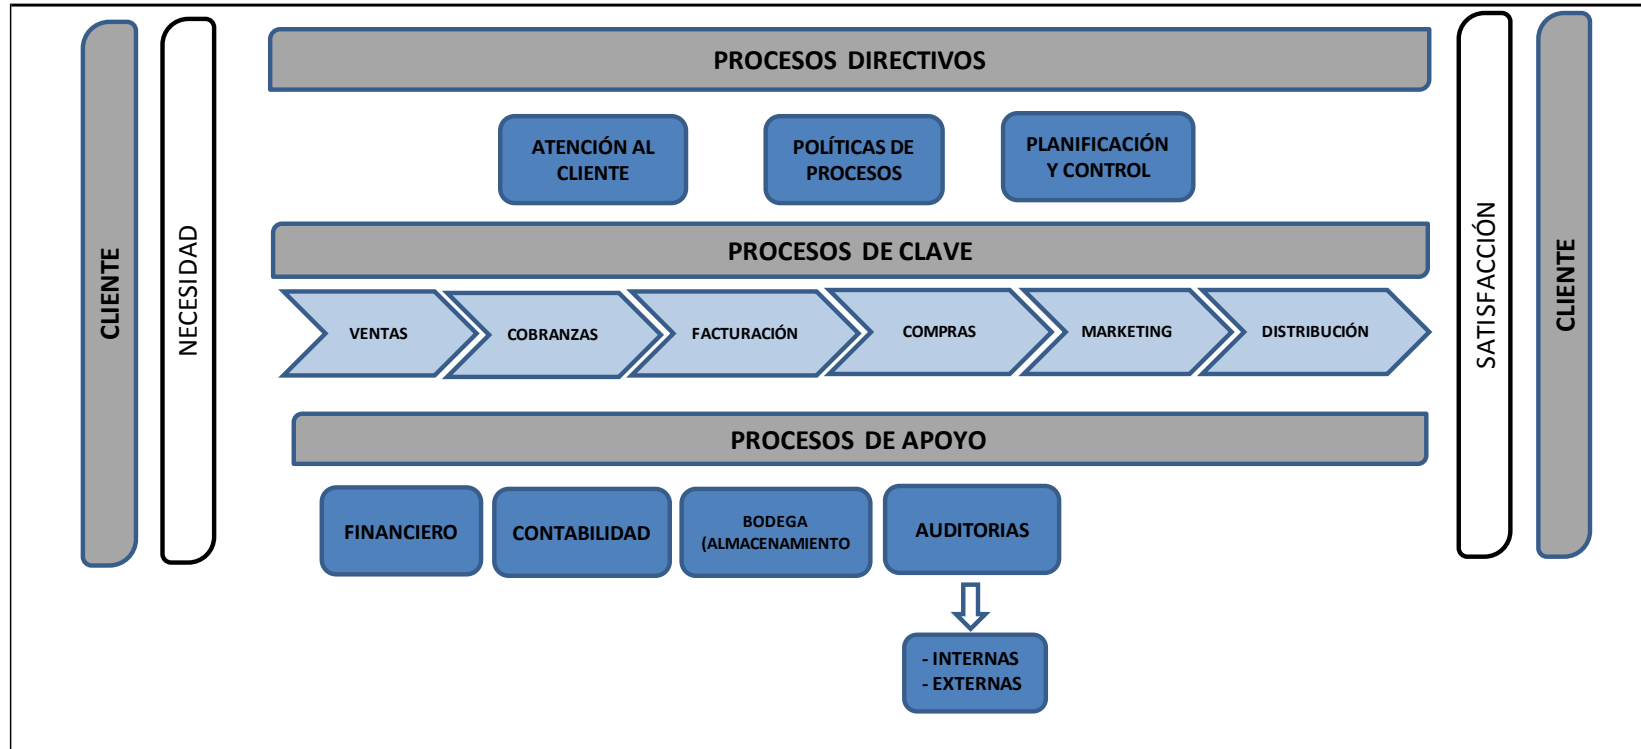 CLIENTE
NECESIDAD
PROCESOS DIRECTIVOS
ATENCIÓN AL
CLIENTE
POLÍTICAS DE
PROCESOS
PLANIFICACIÓN
Y CONTROL
PROCESOS DE CLAVE
VENTAS
COBRANZAS
FACTURACIÓN
COMPRAS
MARKETING
DISTRIBUCIÓN
PROCESOS DE APOYO
FINANCIERO
CONTABILIDAD
BODEGA
(ALMACENAMIENTO
AUDITORIAS
- INTERNAS
- EXTERNAS
SATISFACCIÓN
CLIENTE